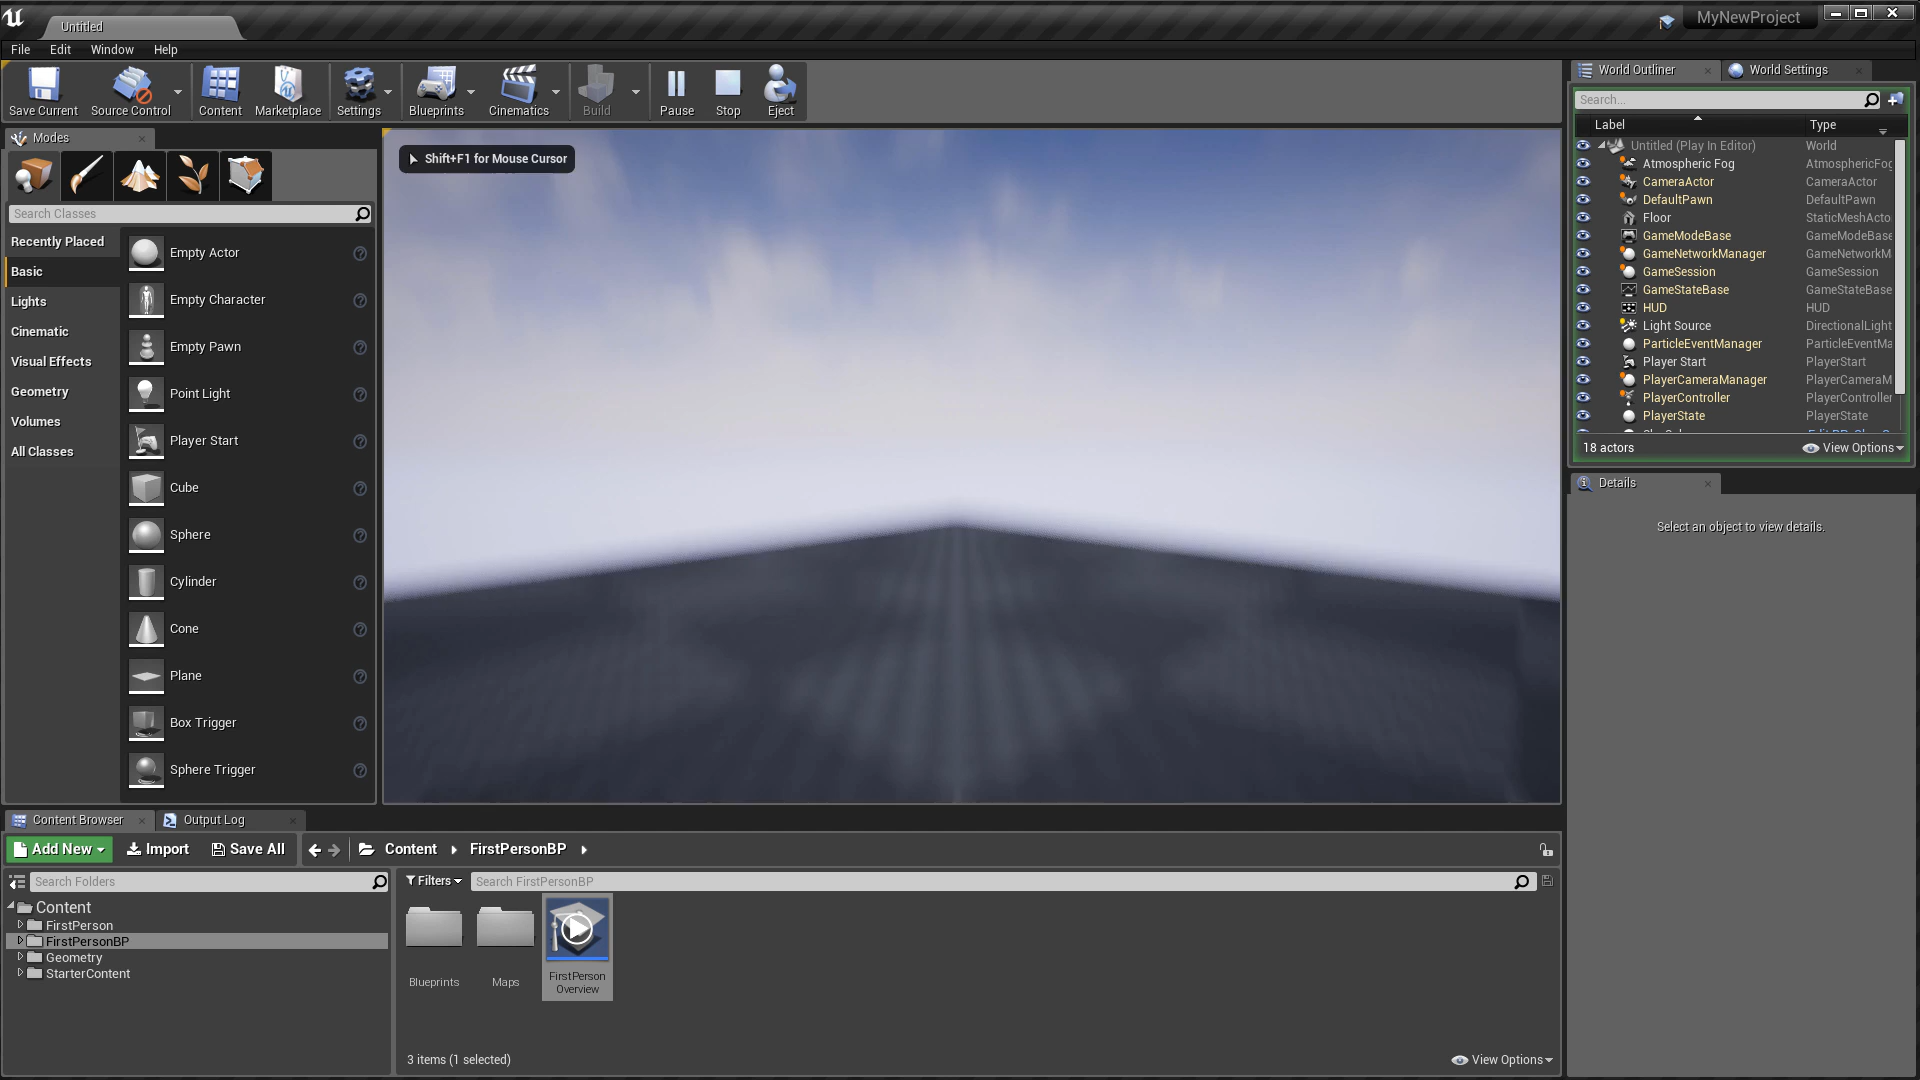 Untitled
MyNewProject
File Edit Window Help
Save Current
Source Control
Content
Marketplace
Settings
Blueprints
Cinematics
Build
Pause
Stop
Eject
Modes
Search Classes
Recently Placed
Basic
Lights
Cinematic
Visual Effects
Geometry
Volumes
All Classes
Empty Actor
Empty Character
Empty Pawn
Point Light
Player Start
Cube
Sphere
Cylinder
Cone
Plane
Box Trigger
Sphere Trigger
Shift+F1 for Mouse Cursor
World Outliner
World Settings
Search...
Label Type
Untitled (Play In Editor) World
Atmospheric Fog AtmosphericFog
CameraActor CameraActor
DefaultPawn DefaultPawn
Floor StaticMeshActo
GameModeBase GameModeBase
GameNetworkManager GameNetworkM
GameSession GameSession
GameStateBase GameStateBase
HUD HUD
Light Source DirectionalLight
ParticleEventManager ParticleEventMa
Player Start PlayerStart
PlayerCameraManager PlayerCameraM
PlayerController PlayerController
PlayerState PlayerState
18 actors
View Options
Details
Select an object to view details.
Content Browser
Output Log
Add New
Import
Save All
Content
FirstPersonBP
Search Folders
Content
FirstPerson
FirstPersonBP
Geometry
StarterContent
Filters
Search FirstPersonBP
Blueprints
Maps
FirstPerson
Overview
3 items (1 selected)
View Options